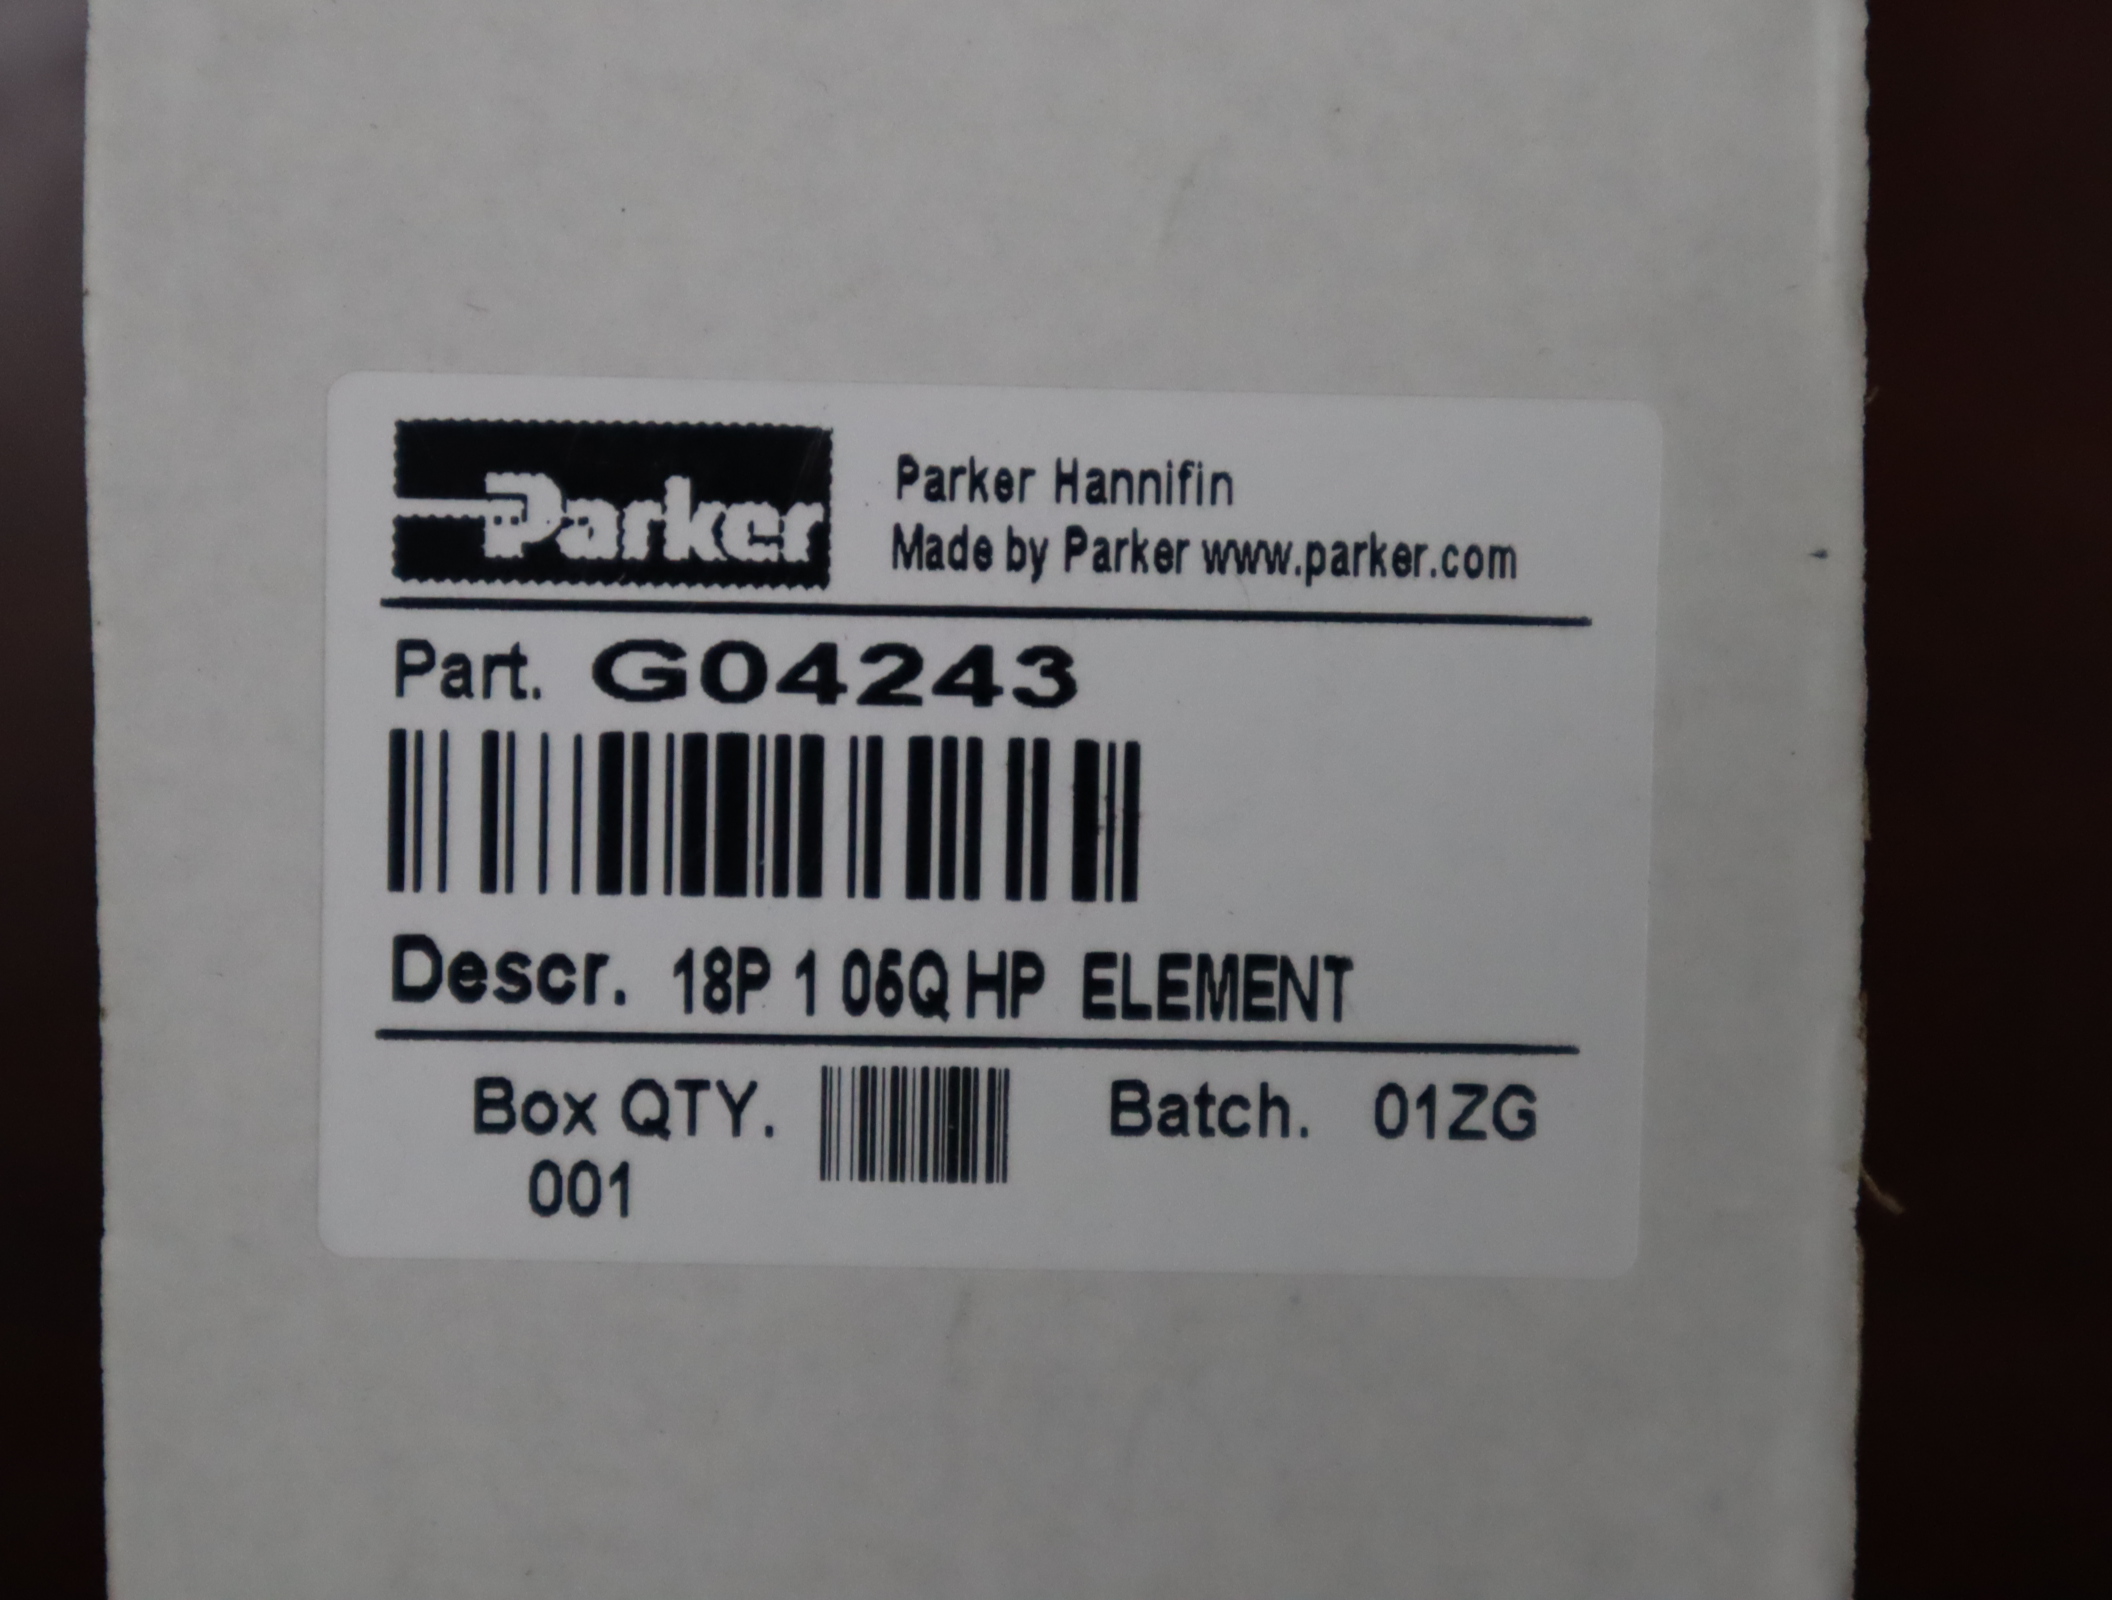 Parker
Parker Hannifin
Made by Parker www.parker.com
Part. G04243
Descr. 18P 1 05Q HP ELEMENT
Box QTY. Batch. 01ZG
001